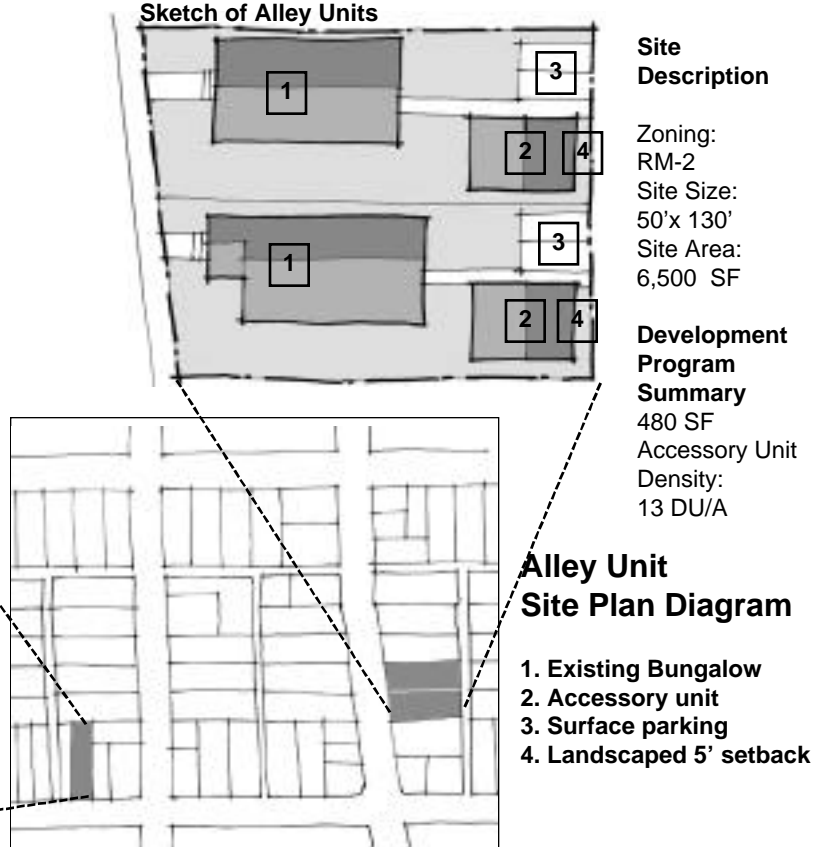 Sketch of Alley Units
1
3
2
4
1
3
2
4
Site
Description
Zoning:
RM-2
Site Size:
50’x 130’
Site Area:
6,500 SF
Development
Program
Summary
480 SF
Accessory Unit
Density:
13 DU/A
Alley Unit
Site Plan Diagram
1. Existing Bungalow
2. Accessory unit
3. Surface parking
4. Landscaped 5’ setback